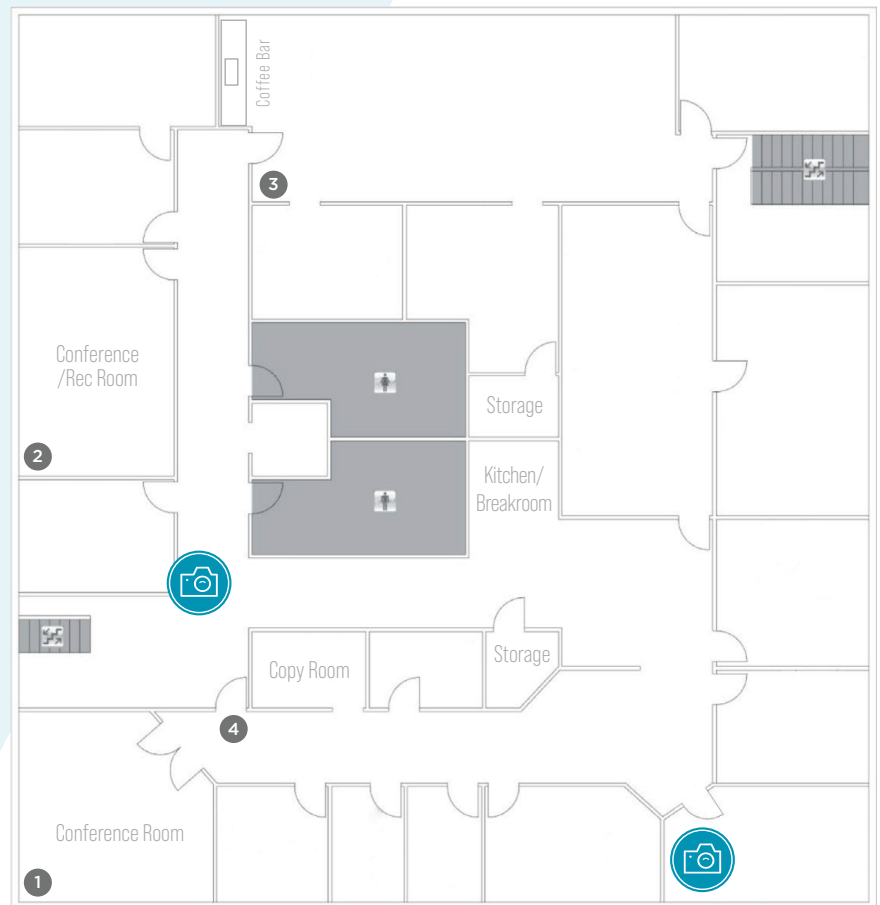 Coffee Bar
3
Conference
/Rec Room
Storage
2
Kitchen/
Breakroom
Copy Room
Storage
4
Conference Room
1